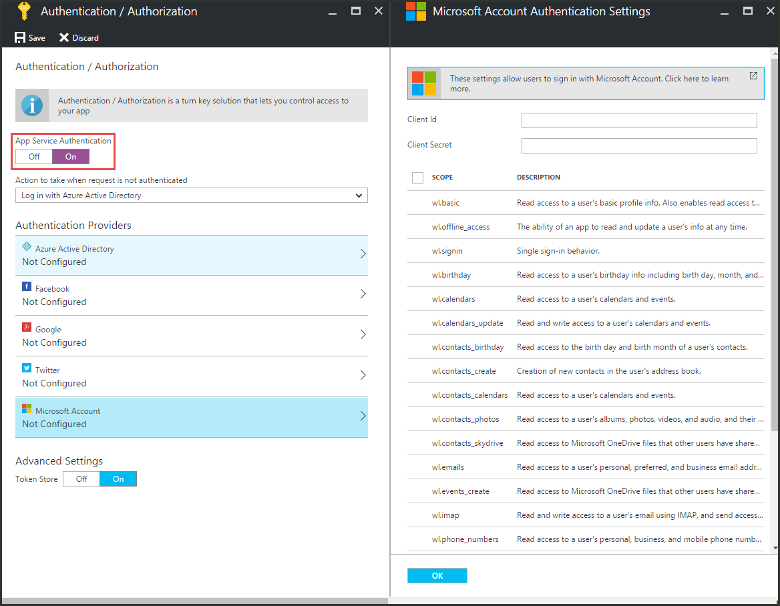 Authentication / Authorization
Save
Discard
Authentication / Authorization
Authentication / Authorization is a turn key solution that lets you control access to
your app
App Service Authentication
Off
On
Action to take when request is not authenticated
Log in with Azure Active Directory
Authentication Providers
Azure Active Directory
Not Configured
Facebook
Not Configured
Google
Not Configured
Twitter
Not Configured
Microsoft Account
Not Configured
Advanced Settings
Token Store
Off
On
Microsoft Account Authentication Settings
These settings allow users to sign in with Microsoft Account. Click here to learn
more.
Client Id
Client Secret
SCOPE DESCRIPTION
wl.basic Read access to a user's basic profile info. Also enables read access t...
wl.offline_access The ability of an app to read and update a user's info at any time.
wl.signin Single sign-in behavior.
wl.birthday Read access to a user's birthday info including birth day, month, and...
wl.calendars Read access to a user's calendars and events.
wl.calendars_update Read and write access to a user's calendars and events.
wl.contacts_birthday Read access to the birth day and birth month of a user's contacts.
wl.contacts_create Creation of new contacts in the user's address book.
wl.contacts_calendars Read access to a user's calendars and events.
wl.contacts_photos Read access to a user's albums, photos, videos, and audio, and their ...
wl.contacts_skydrive Read access to Microsoft OneDrive files that other users have share...
wl.emails Read access to a user's personal, preferred, and business email addr...
wl.events_create Read access to Microsoft OneDrive files that other users have share...
wl.imap Read and write access to a user's email using IMAP, and send access...
wl.phone_numbers Read access to a user's personal, business, and mobile phone numb...
OK